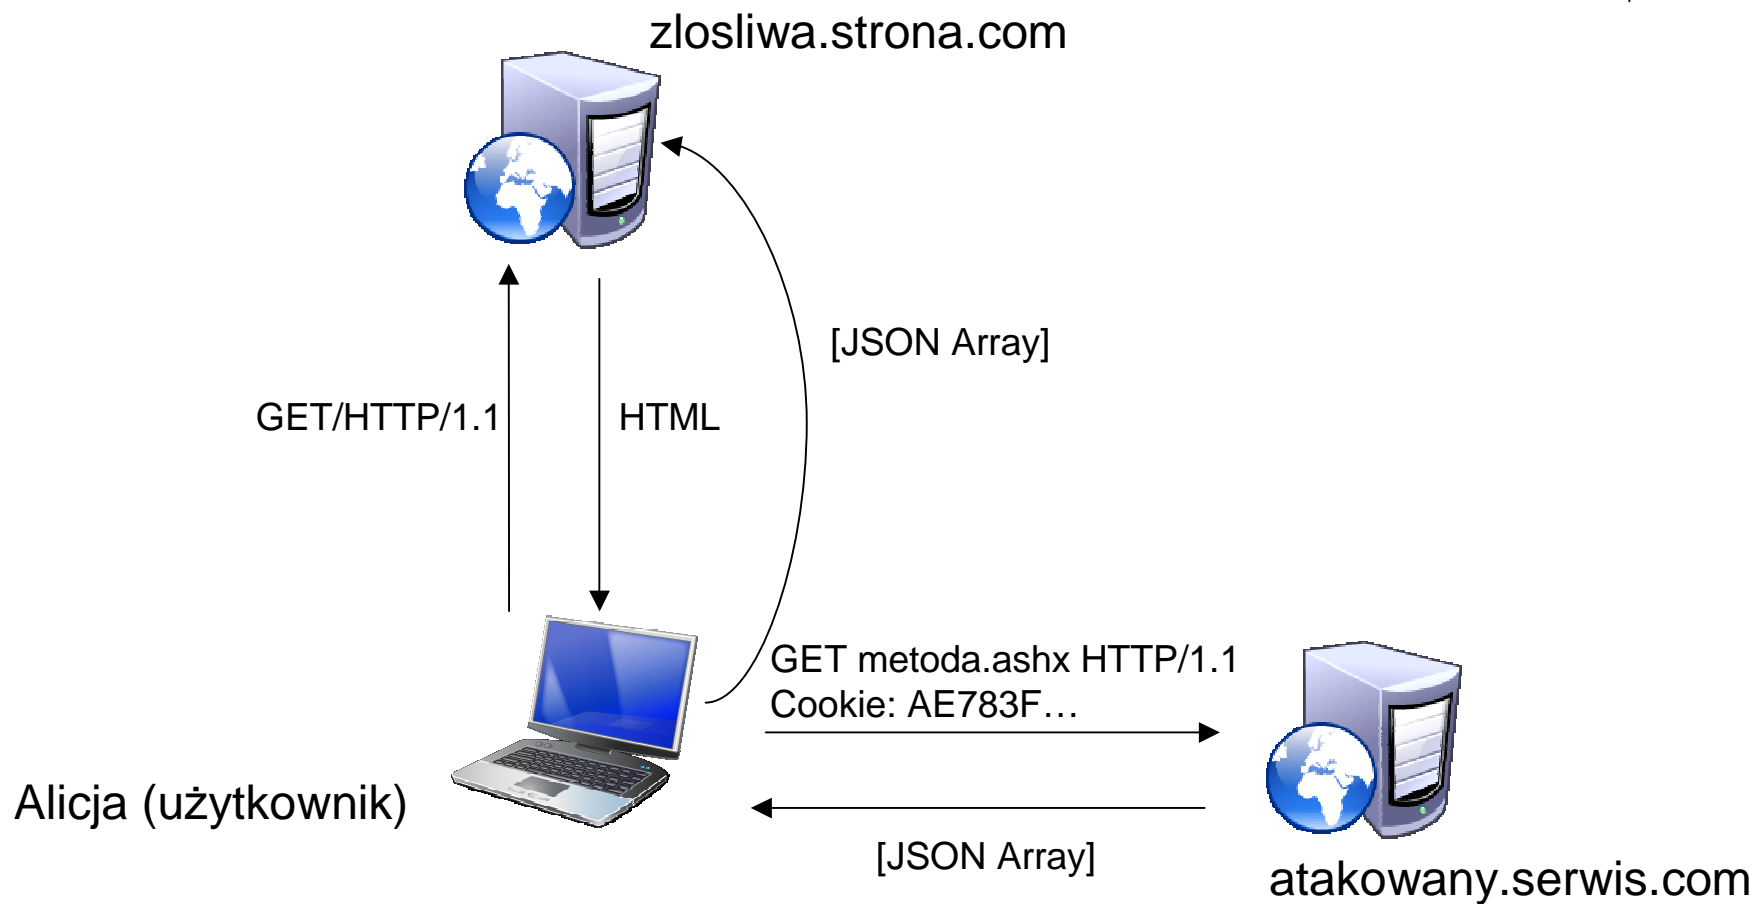 zlosliwa.strona.com
[JSON Array]
GET/HTTP/1.1
HTML
GET metoda.ashx HTTP/1.1
Cookie: AE783F…
Alicja (użytkownik)
[JSON Array]
atakowany.serwis.com